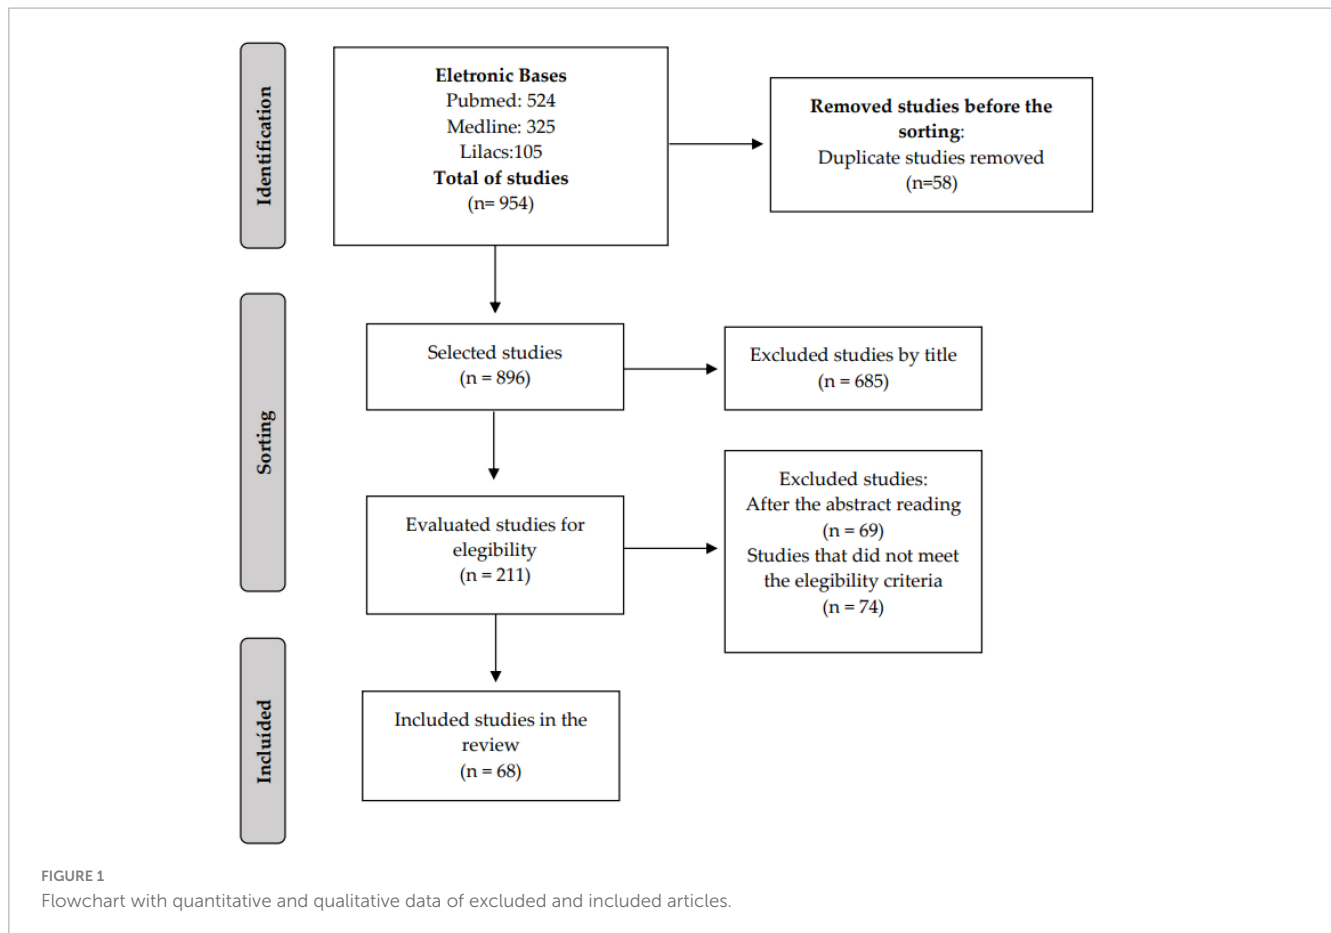 Identification
Eletronic Bases
Pubmed: 524
Medline: 325
Lilacs:105
Total of studies
(n= 954)
Removed studies before the
sorting:
Duplicate studies removed
(n=58)
Sorting
Selected studies
(n = 896)
Excluded studies by title
(n = 685)
Evaluated studies for
elegibility
(n = 211)
Excluded studies:
After the abstract reading
(n = 69)
Studies that did not meet
the elegibility criteria
(n = 74)
Incluíded
Included studies in the
review
(n = 68)
FIGURE 1
Flowchart with quantitative and qualitative data of excluded and included articles.